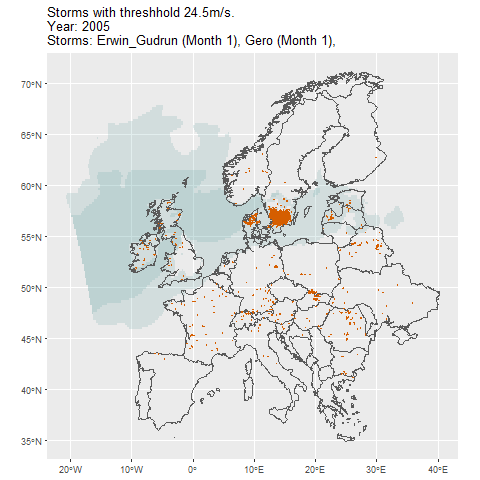 Storms with threshhold 24.5m/s.
Year: 2005
Storms: Erwin_Gudrun (Month 1), Gero (Month 1),
70°N
65°N
60°N
55°N
50°N
45°N
40°N
35°N
20°W
10°W
0°
10°E
20°E
30°E
40°E